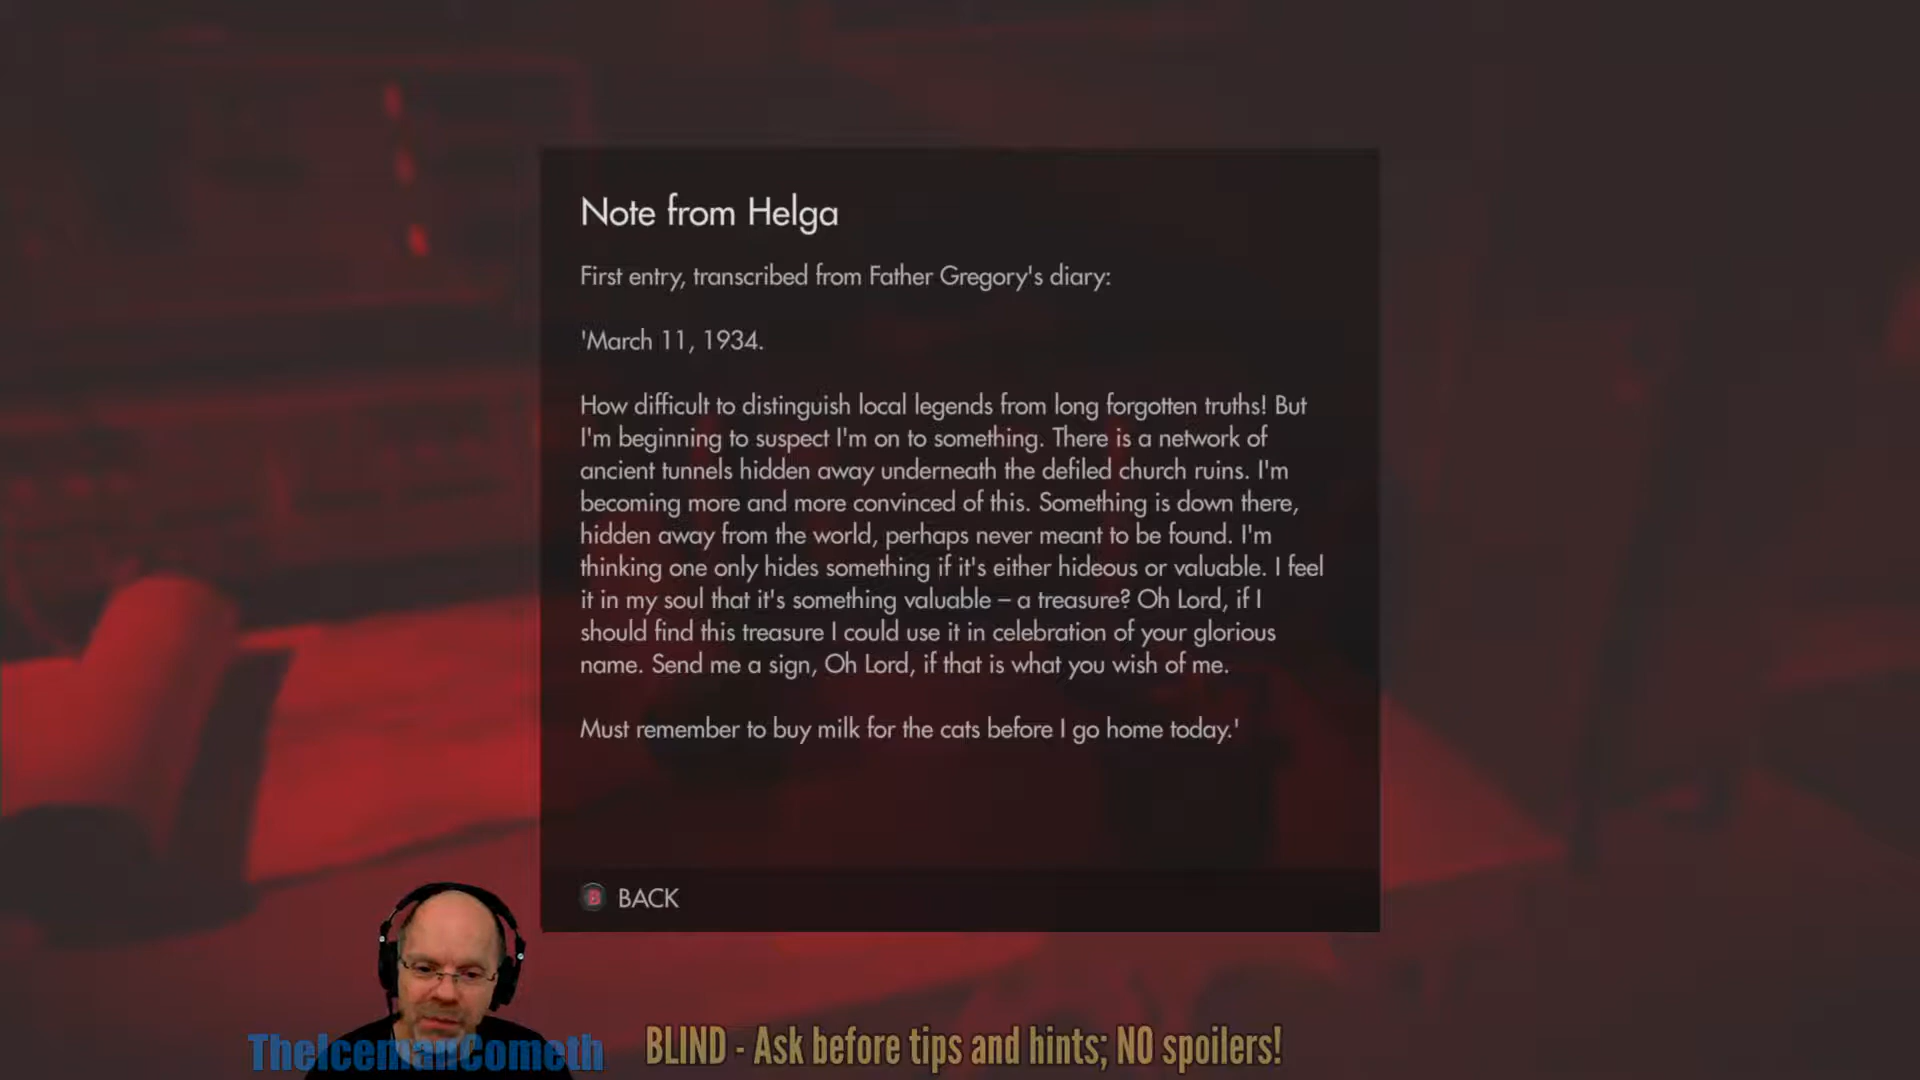 Note from Helga
First entry, transcribed from Father Gregory's diary:
'March 11, 1934.
How difficult to distinguish local legends from long forgotten truths! But
I'm beginning to suspect I'm on to something. There is a network of
ancient tunnels hidden away underneath the defiled church ruins. I'm
becoming more and more convinced of this. Something is down there,
hidden away from the world, perhaps never meant to be found. I'm
thinking one only hides something if it's either hideous or valuable. I feel
it in my soul that it's something valuable – a treasure? Oh Lord, if I
should find this treasure I could use it in celebration of your glorious
name. Send me a sign, Oh Lord, if that is what you wish of me.
Must remember to buy milk for the cats before I go home today.'
B BACK
TheIcemanCometh
BLIND - Ask before tips and hints; NO spoilers!